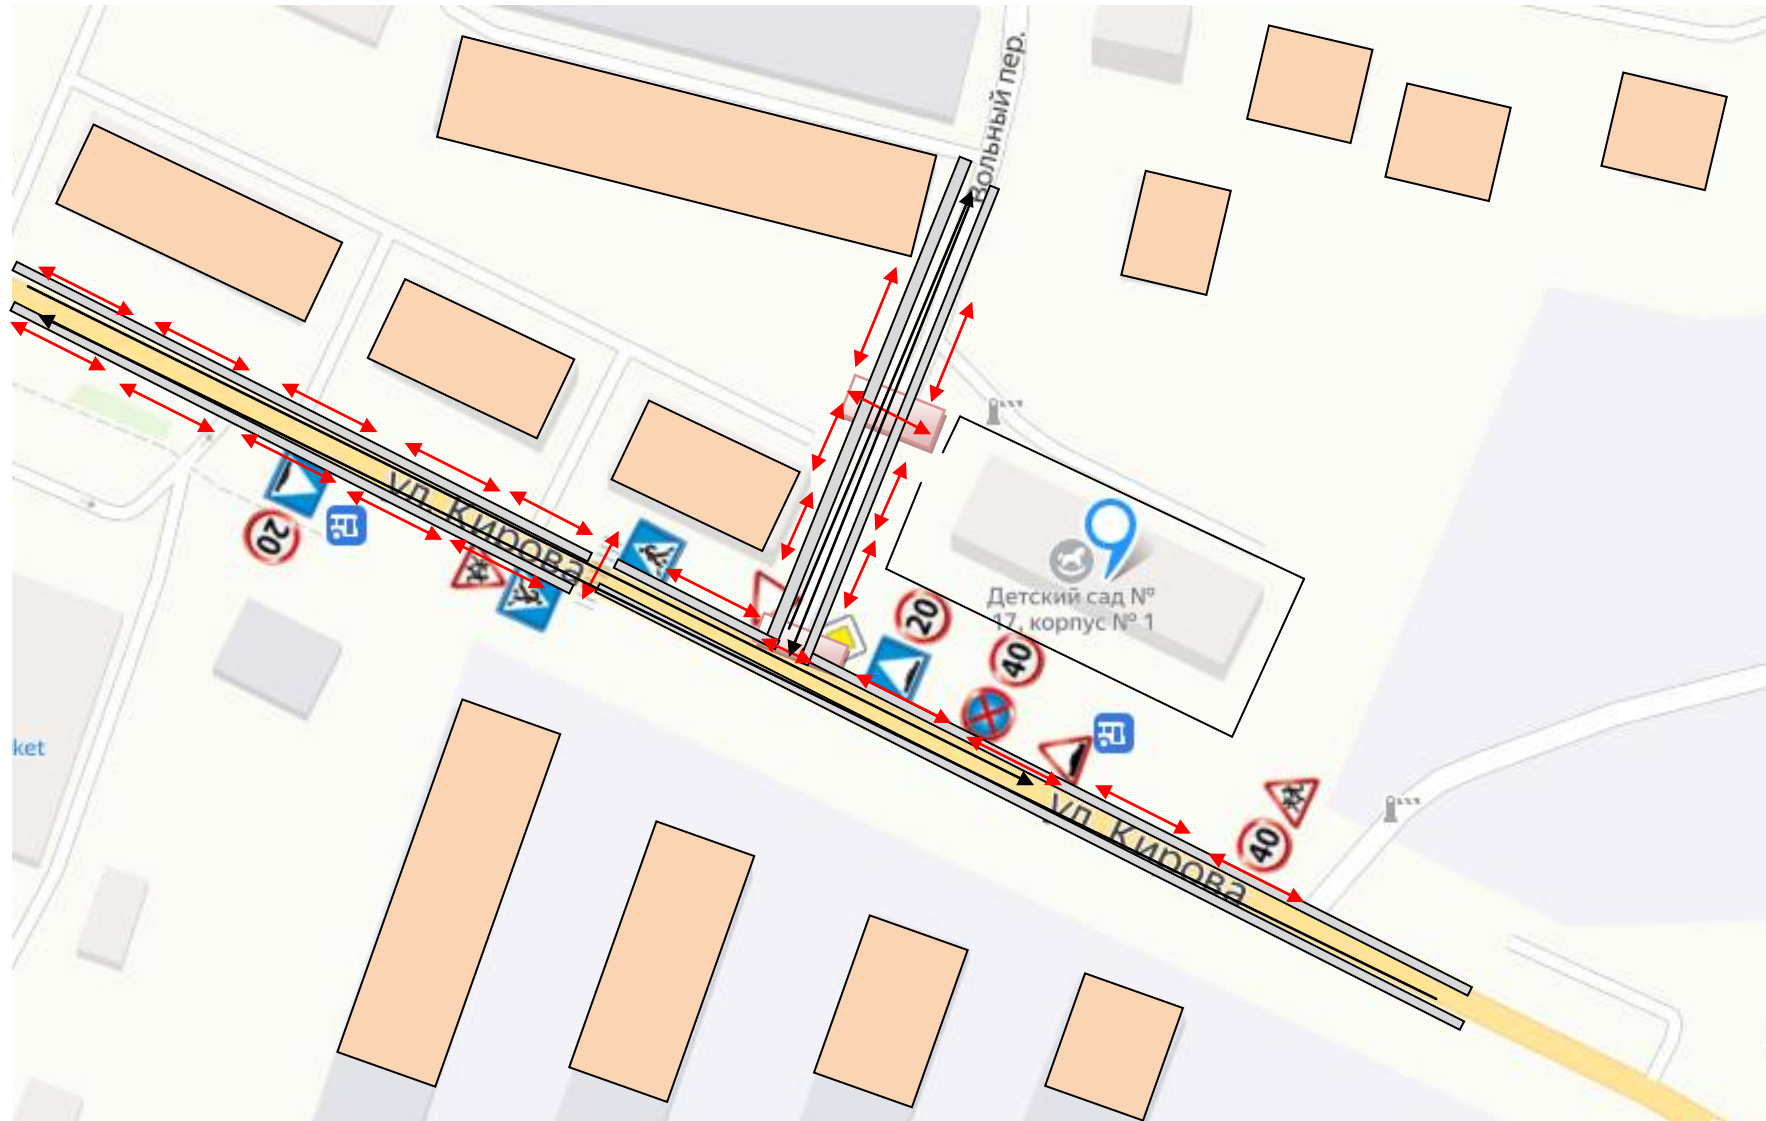 Вольный пер.
ул. Кирова
20
Детский сад №
17, корпус № 1
20
40
ket
ул. Кирова
40